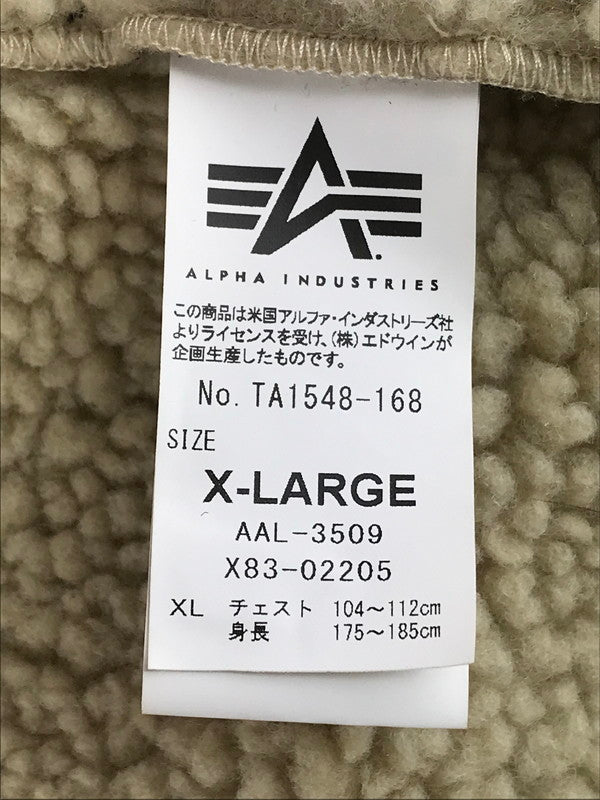 ALPHA INDUSTRIES
この商品は米国アルファ・インダストリーズ社
よりライセンスを受け、(株)エドウインが
企画生産したものです。
No. TA1548-168
SIZE
X-LARGE
AAL-3509
X83-02205
XL チェスト 104～112cm
身長 175～185cm